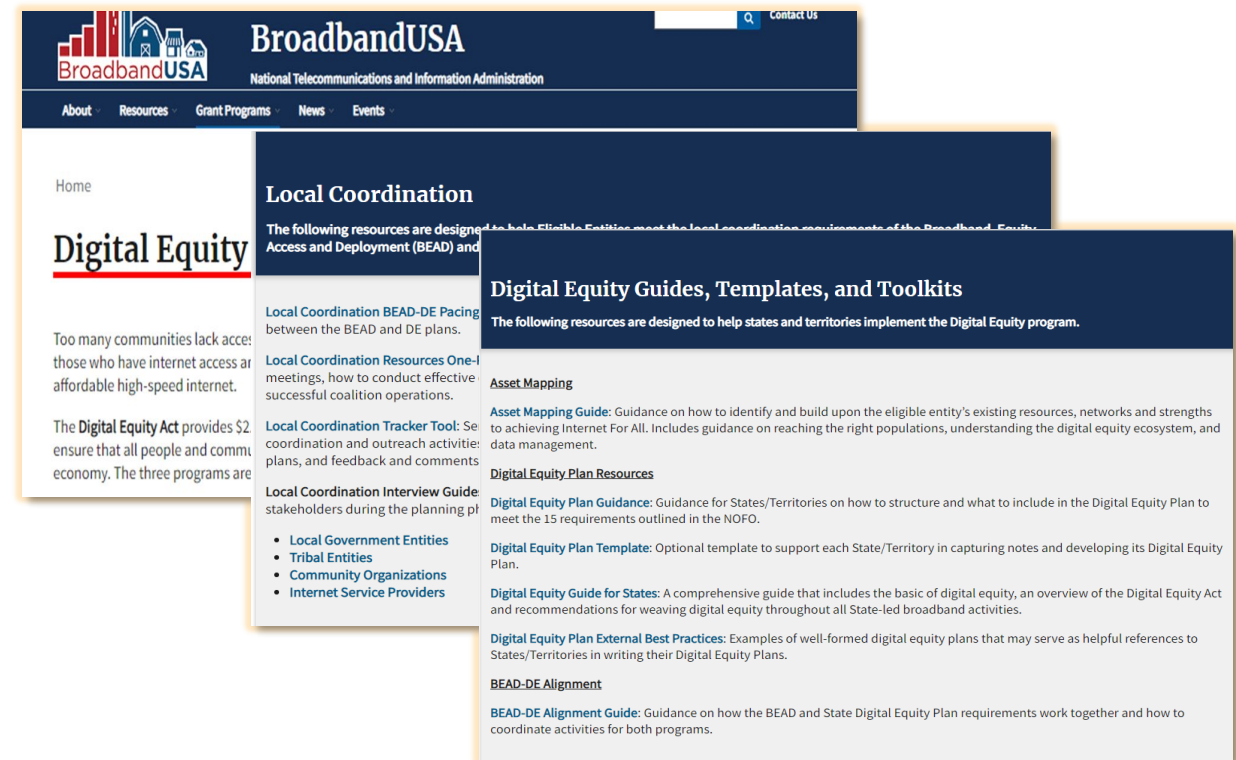 BroadbandUSA
BroadbandUSA
National Telecommunications and Information Administration
Contact Us
About
Resources
Grant Programs
News
Events
Home
Digital Equity
Too many communities lack
those who have internet access
affordable high-speed internet.
The Digital Equity Act provides $2
ensure that all people and
economy. The three programs are
Local Coordination
The following resources are designed to help Eligible Entities meet the local coordination requirements of the Broadband, Equity
Access and Deployment (BEAD) and
Local Coordination BEAD-DE Pacing
between the BEAD and DE plans.
Local Coordination Resources
meetings, how to conduct effective
successful coalition operations.
Local Coordination Tracker Tool:
coordination and outreach
plans, and feedback and comments
Local Coordination Interview
stakeholders during the planning
• Local Government Entities
• Tribal Entities
• Community Organizations
• Internet Service Providers
Digital Equity Guides, Templates, and Toolkits
The following resources are designed to help states and territories implement the Digital Equity program.
Asset Mapping
Asset Mapping Guide: Guidance on how to identify and build upon the eligible entity's existing resources, networks and strengths
to achieving Internet For All. Includes guidance on reaching the right populations, understanding the digital equity ecosystem, and
data management.
Digital Equity Plan Resources
Digital Equity Plan Guidance: Guidance for States/Territories on how to structure and what to include in the Digital Equity Plan to
meet the 15 requirements outlined in the NOFO.
Digital Equity Plan Template: Optional template to support each State/Territory in capturing notes and developing its Digital Equity
Plan.
Digital Equity Guide for States: A comprehensive guide that includes the basic of digital equity, an overview of the Digital Equity Act
and recommendations for weaving digital equity throughout all State-led broadband activities.
Digital Equity Plan External Best Practices: Examples of well-formed digital equity plans that may serve as helpful references to
States/Territories in writing their Digital Equity Plans.
BEAD-DE Alignment
BEAD-DE Alignment Guide: Guidance on how the BEAD and State Digital Equity Plan requirements work together and how to
coordinate activities for both programs.